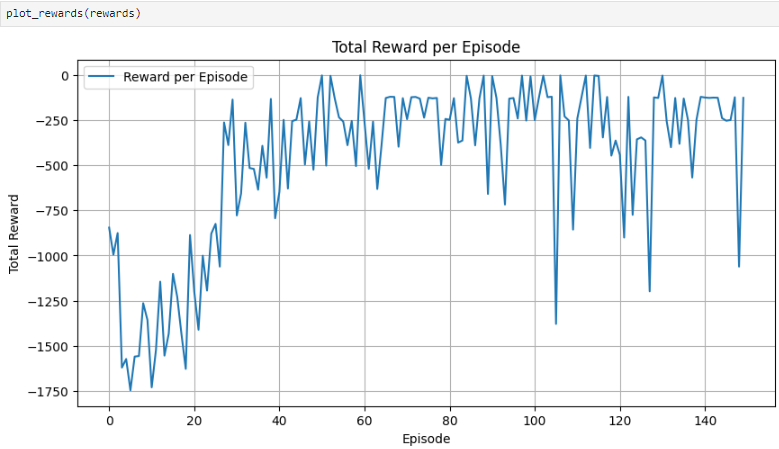 plot_rewards(rewards)
Total Reward per Episode
Reward per Episode
0
−250
−500
−750
−1000
−1250
−1500
−1750
Total Reward
0 20 40 60 80 100 120 140
Episode